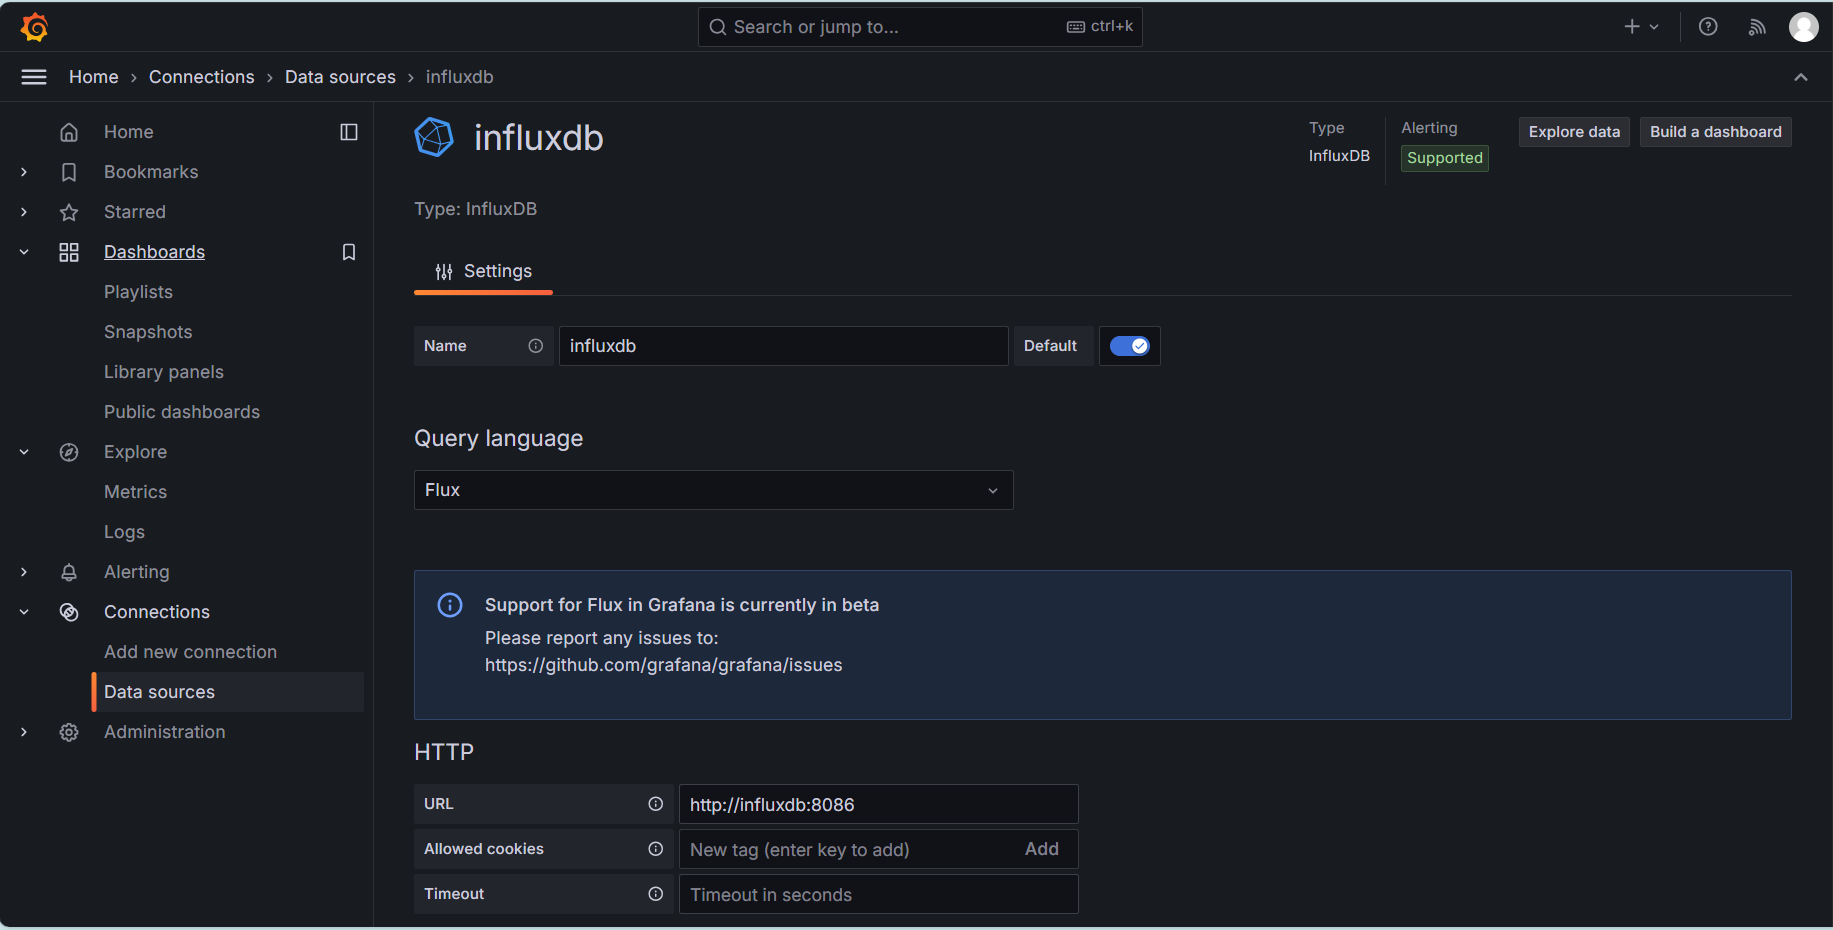 Search or jump to...
ctrl+k
Home › Connections › Data sources › influxdb
Home
Bookmarks
Starred
Dashboards
Playlists
Snapshots
Library panels
Public dashboards
Explore
Metrics
Logs
Alerting
Connections
Add new connection
Data sources
Administration
influxdb
Type
InfluxDB
Alerting
Supported
Explore data
Build a dashboard
Type: InfluxDB
Settings
Name
influxdb
Default
Query language
Flux
Support for Flux in Grafana is currently in beta
Please report any issues to:
https://github.com/grafana/grafana/issues
HTTP
URL
http://influxdb:8086
Allowed cookies
New tag (enter key to add)
Add
Timeout
Timeout in seconds